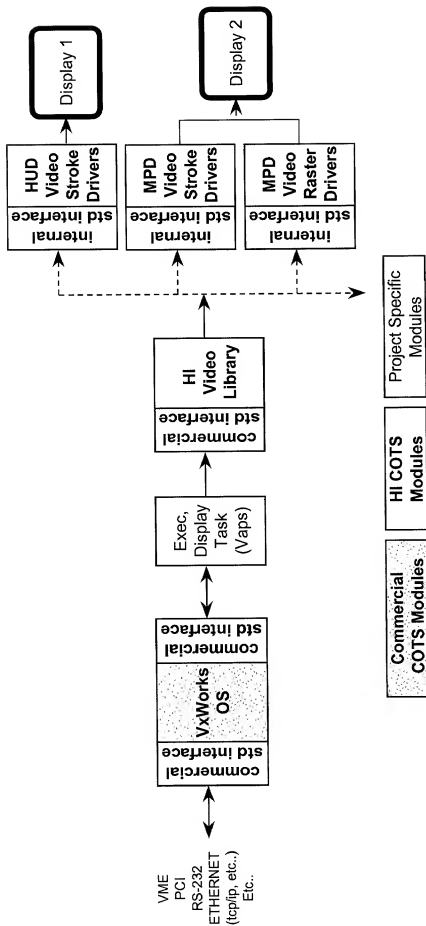 VME
PCI
RS-232
ETHERNET
(tcp/ip, etc..)
Etc..
commercial
std interface
VxWorks
OS
commercial
std interface
Exec,
Display
Task
(Vaps)
commercial
std interface
HI
Video
Library
internal
std interface
HUD
Video
Stroke
Drivers
Display 1
internal
std interface
MPD
Video
Stroke
Drivers
internal
std interface
MPD
Video
Raster
Drivers
Display 2
Commercial
COTS Modules
HI COTS
Modules
Project Specific
Modules